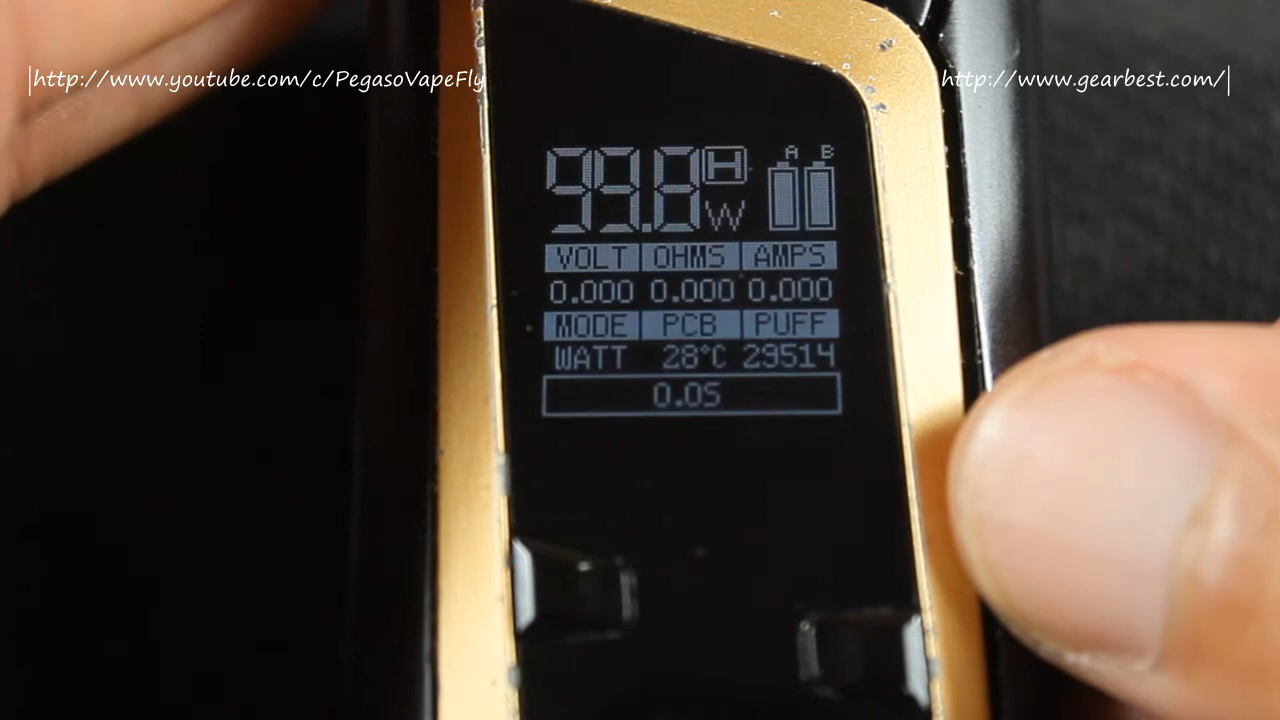 |http://www.youtube.com/c/PegasoVapeFly
http://www.gearbest.com/|
99.8 H W A B
VOLT OHMS AMPS
0.000 0.000 0.000
MODE PCB PUFF
WATT 28°C 29514
0.0S